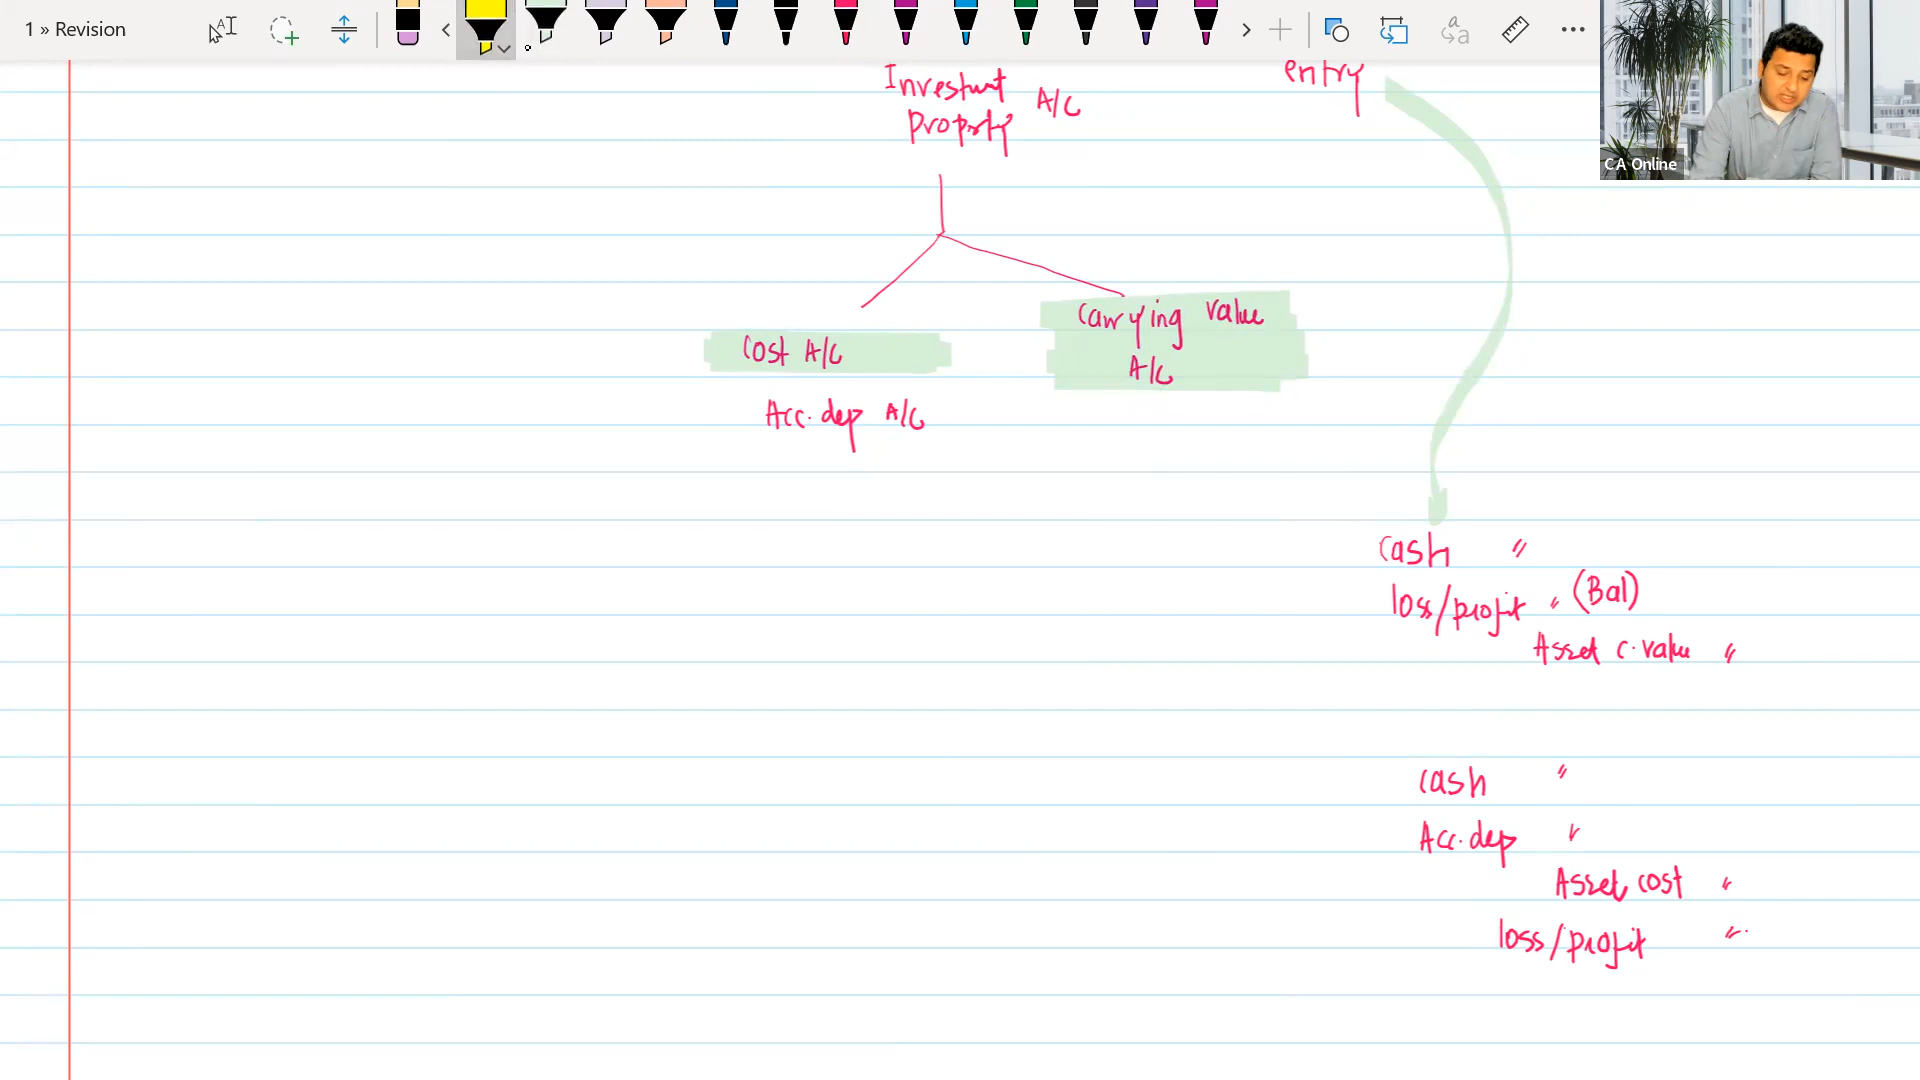 1 » Revision
CA Online
Investment
A/C
Property
entry
Cost A/C
Carrying value
A/C
Acc. dep A/C
Cash "
loss/profit " (Bal)
Asset c. value "
Cash "
Acc. dep "
Asset cost "
loss/profit "